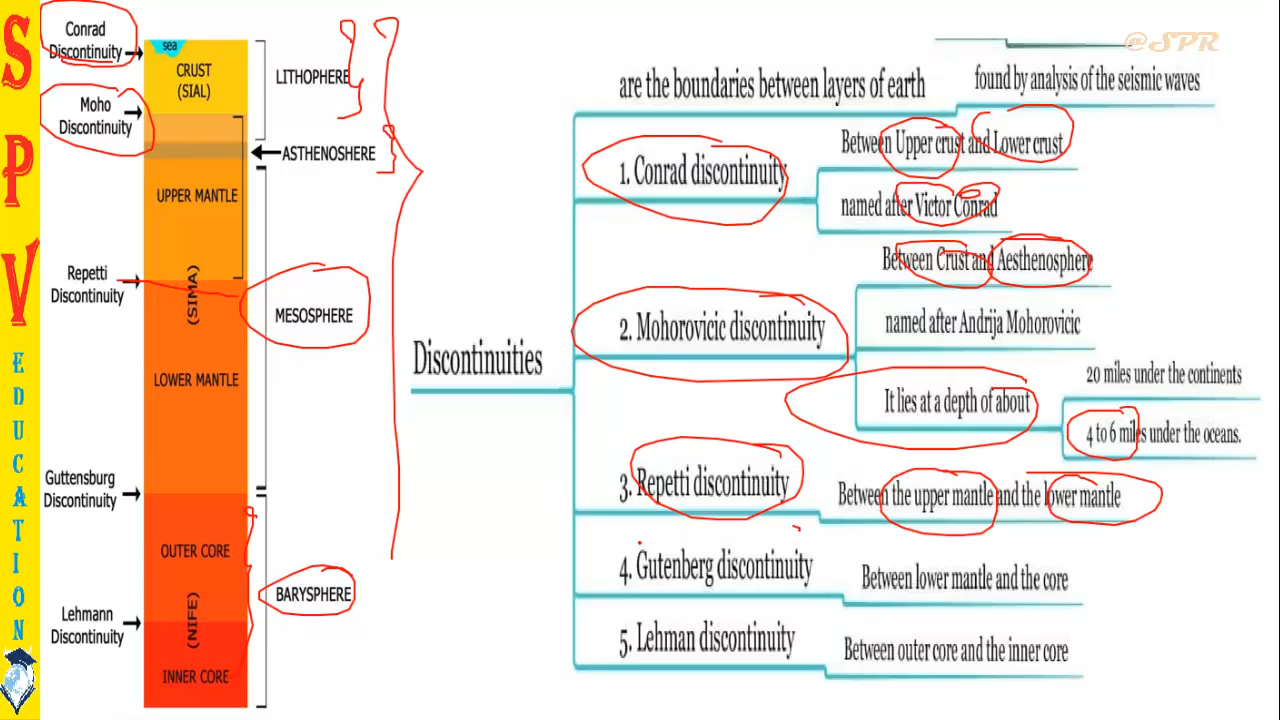 SPV
EDUCATION
Conrad
Discontinuity
sea
CRUST
(SIAL)
LITHOPHERE
Moho
Discontinuity
ASTHENOSHERE
UPPER MANTLE
Repetti
Discontinuity
(SIMA)
MESOSPHERE
LOWER MANTLE
Guttensburg
Discontinuity
OUTER CORE
BARYSPHERE
(NIFE)
Lehmann
Discontinuity
INNER CORE
@SPR
Discontinuities
are the boundaries between layers of earth
found by analysis of the seismic waves
1. Conrad discontinuity
Between Upper crust and Lower crust
named after Victor Conrad
2. Mohorovicic discontinuity
Between Crust and Aesthenosphere
named after Andrija Mohorovicic
It lies at a depth of about
20 miles under the continents
4 to 6 miles under the oceans.
3. Repetti discontinuity
Between the upper mantle and the lower mantle
4. Gutenberg discontinuity
Between lower mantle and the core
5. Lehman discontinuity
Between outer core and the inner core